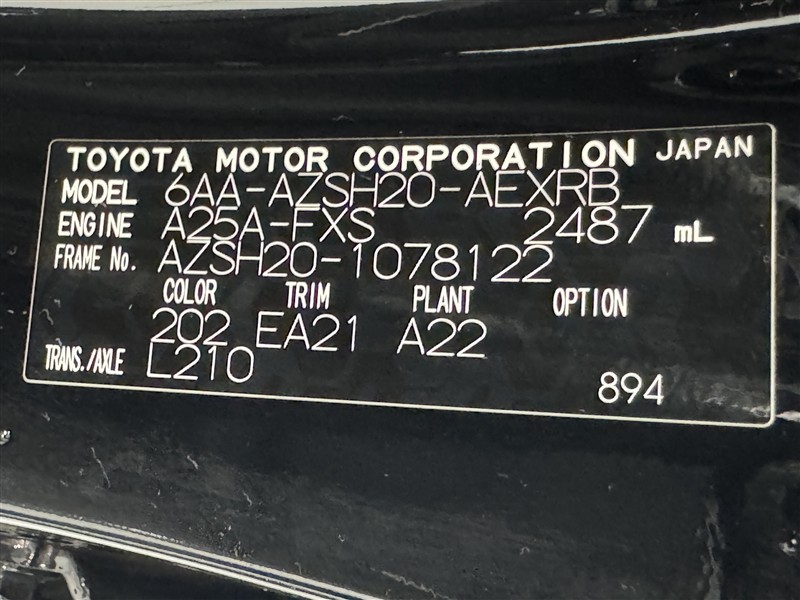 TOYOTA MOTOR CORPORATION JAPAN
MODEL 6AA-AZSH20-AEXRB
ENGINE A25A-FXS 2487 mL
FRAME No. AZSH20-1078122
COLOR TRIM PLANT OPTION
202 EA21 A22
TRANS./AXLE L210
894